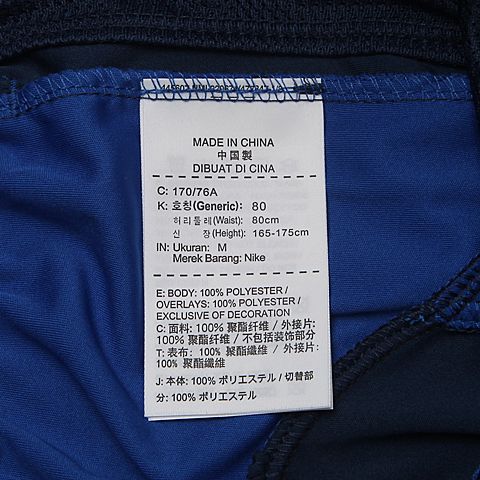 MADE IN CHINA
中国製
DIBUAT DI CINA
C: 170/76A
K: 호칭(Generic): 80
허리둘레(Waist): 80cm
신 장(Height): 165-175cm
IN: Ukuran: M
Merek Barang: Nike
E: BODY: 100% POLYESTER /
OVERLAYS: 100% POLYESTER /
EXCLUSIVE OF DECORATION
C: 面料: 100% 聚酯纤维 / 外接片:
100% 聚酯纤维 / 不包括装饰部分
T: 表布: 100% 聚酯纖維 / 外接片:
100% 聚酯纖維
J: 本体: 100% ポリエステル / 切替部
分: 100% ポリエステル